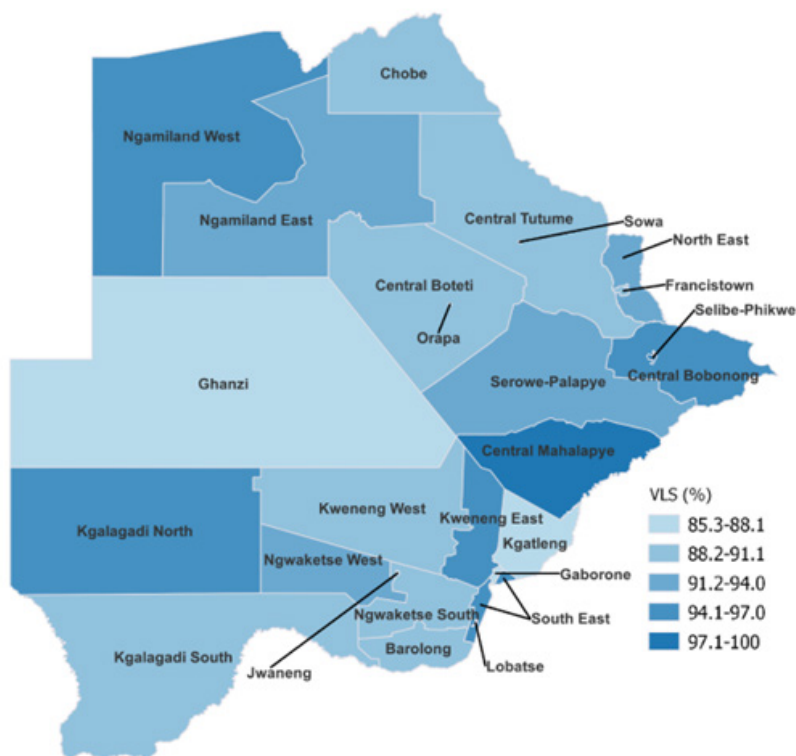 Chobe
Ngamiland West
Ngamiland East
Central Tutume
Sowa
North East
Francistown
Selibe-Phikwe
Central Boteti
Orapa
Central Bobonong
Serowe-Palapye
Ghanzi
Central Mahalapye
Kgalagadi North
Kweneng West
Kweneng East
Kgatleng
Ngwaketse West
Gaborone
Ngwaketse South
South East
Kgalagadi South
Barolong
Jwaneng
Lobatse
VLS (%)
85.3-88.1
88.2-91.1
91.2-94.0
94.1-97.0
97.1-100